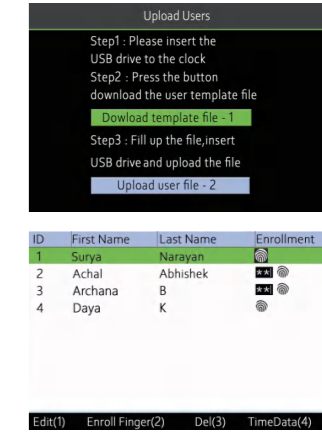 Upload Users
Step1 : Please insert the
USB drive to the clock
Step2 : Press the button
download the user template file
Dowload template file - 1
Step3 : Fill up the file,insert
USB drive and upload the file
Upload user file - 2
ID First Name Last Name Enrollment
1 Surya Narayan
2 Achal Abhishek **
3 Archana B **
4 Daya K
Edit(1) Enroll Finger(2) Del(3) TimeData(4)